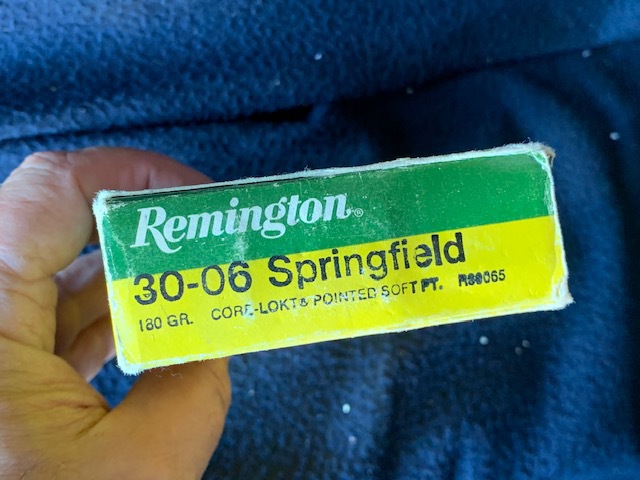 Remington®
30-06 Springfield
180 GR. CORE-LOKT® POINTED SOFT PT. R30065